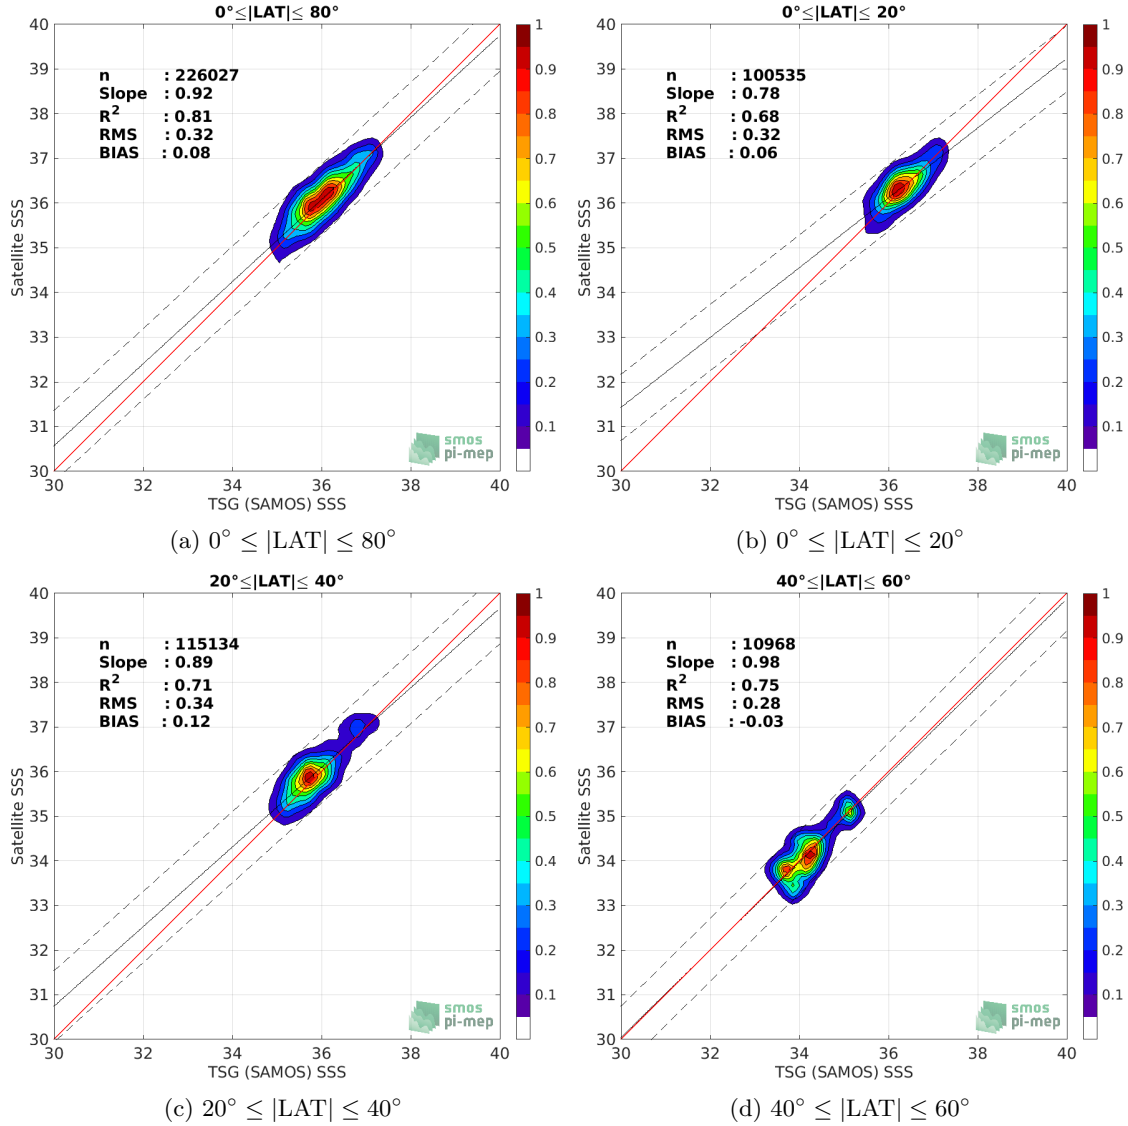 0°≤|LAT|≤ 80°
40
39
38
37
36
35
34
33
32
31
30
Satellite SSS
n : 226027
Slope : 0.92
R2 : 0.81
RMS : 0.32
BIAS : 0.08
smos
pi-mep
30 32 34 36 38 40
TSG (SAMOS) SSS
1
0.9
0.8
0.7
0.6
0.5
0.4
0.3
0.2
0.1
(a) 0° ≤ |LAT| ≤ 80°
0°≤|LAT|≤ 20°
40
39
38
37
36
35
34
33
32
31
30
Satellite SSS
n : 100535
Slope : 0.78
R2 : 0.68
RMS : 0.32
BIAS : 0.06
smos
pi-mep
30 32 34 36 38 40
TSG (SAMOS) SSS
1
0.9
0.8
0.7
0.6
0.5
0.4
0.3
0.2
0.1
(b) 0° ≤ |LAT| ≤ 20°
20°≤|LAT|≤ 40°
40
39
38
37
36
35
34
33
32
31
30
Satellite SSS
n : 115134
Slope : 0.89
R2 : 0.71
RMS : 0.34
BIAS : 0.12
smos
pi-mep
30 32 34 36 38 40
TSG (SAMOS) SSS
1
0.9
0.8
0.7
0.6
0.5
0.4
0.3
0.2
0.1
(c) 20° ≤ |LAT| ≤ 40°
40°≤|LAT|≤ 60°
40
39
38
37
36
35
34
33
32
31
30
Satellite SSS
n : 10968
Slope : 0.98
R2 : 0.75
RMS : 0.28
BIAS : -0.03
smos
pi-mep
30 32 34 36 38 40
TSG (SAMOS) SSS
1
0.9
0.8
0.7
0.6
0.5
0.4
0.3
0.2
0.1
(d) 40° ≤ |LAT| ≤ 60°